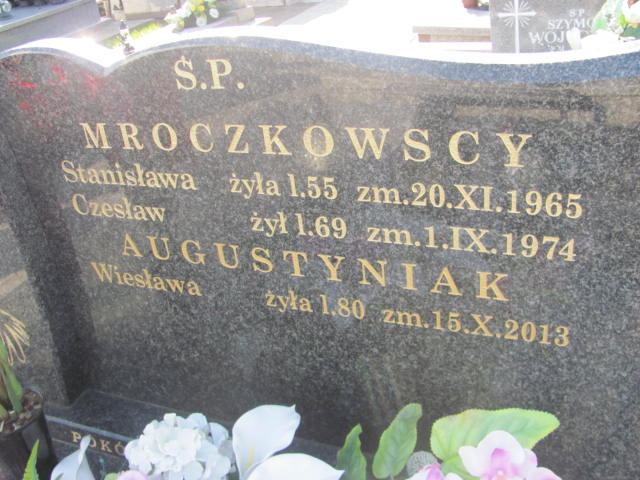 Ś.P.
MROCZKOWSCY
Stanisława żyła l.55 zm.20.XI.1965
Czesław żył l.69 zm.1.IX.1974
AUGUSTYNIAK
Wiesława żyła l.80 zm.15.X.2013